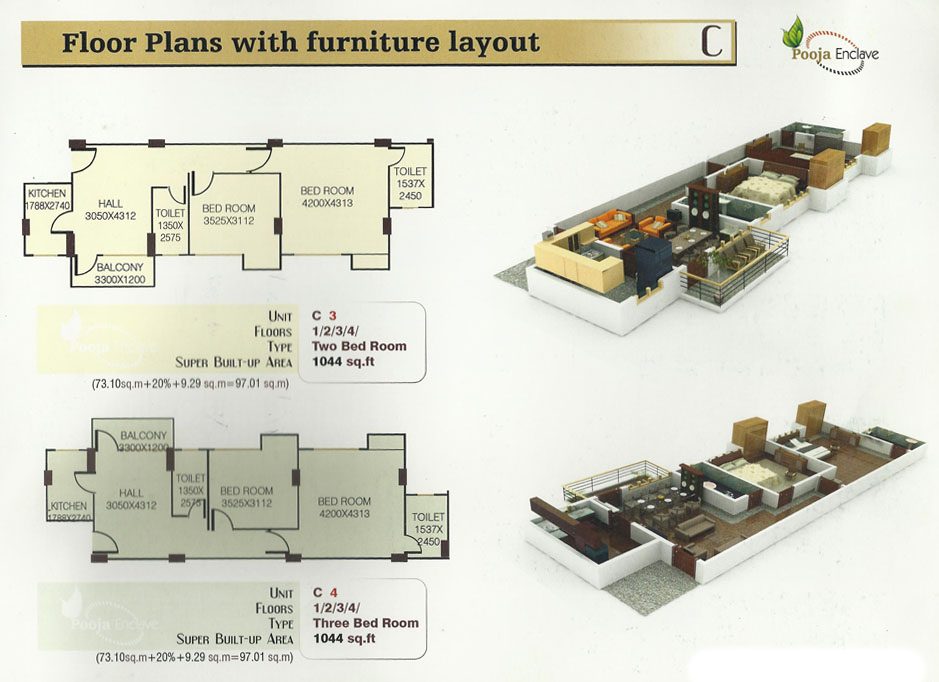 Floor Plans with furniture layout
C
Pooja Enclave
KITCHEN
1788X2740
HALL
3050X4312
TOILET
1350X
2575
BED ROOM
3525X3112
BED ROOM
4200X4313
TOILET
1537X
2450
BALCONY
3300X1200
Pooja Enclave
UNIT C 3
FLOORS 1/2/3/4/
TYPE Two Bed Room
SUPER BUILT-UP AREA 1044 sq.ft
(73.10sq.m+20%+9.29 sq.m=97.01 sq.m)
BALCONY
3300X1200
KITCHEN
1788X2740
HALL
3050X4312
TOILET
1350X
2575
BED ROOM
3525X3112
BED ROOM
4200X4313
TOILET
1537X
2450
Pooja Enclave
UNIT C 4
FLOORS 1/2/3/4/
TYPE Three Bed Room
SUPER BUILT-UP AREA 1044 sq.ft
(73.10sq.m+20%+9.29 sq.m=97.01 sq.m)